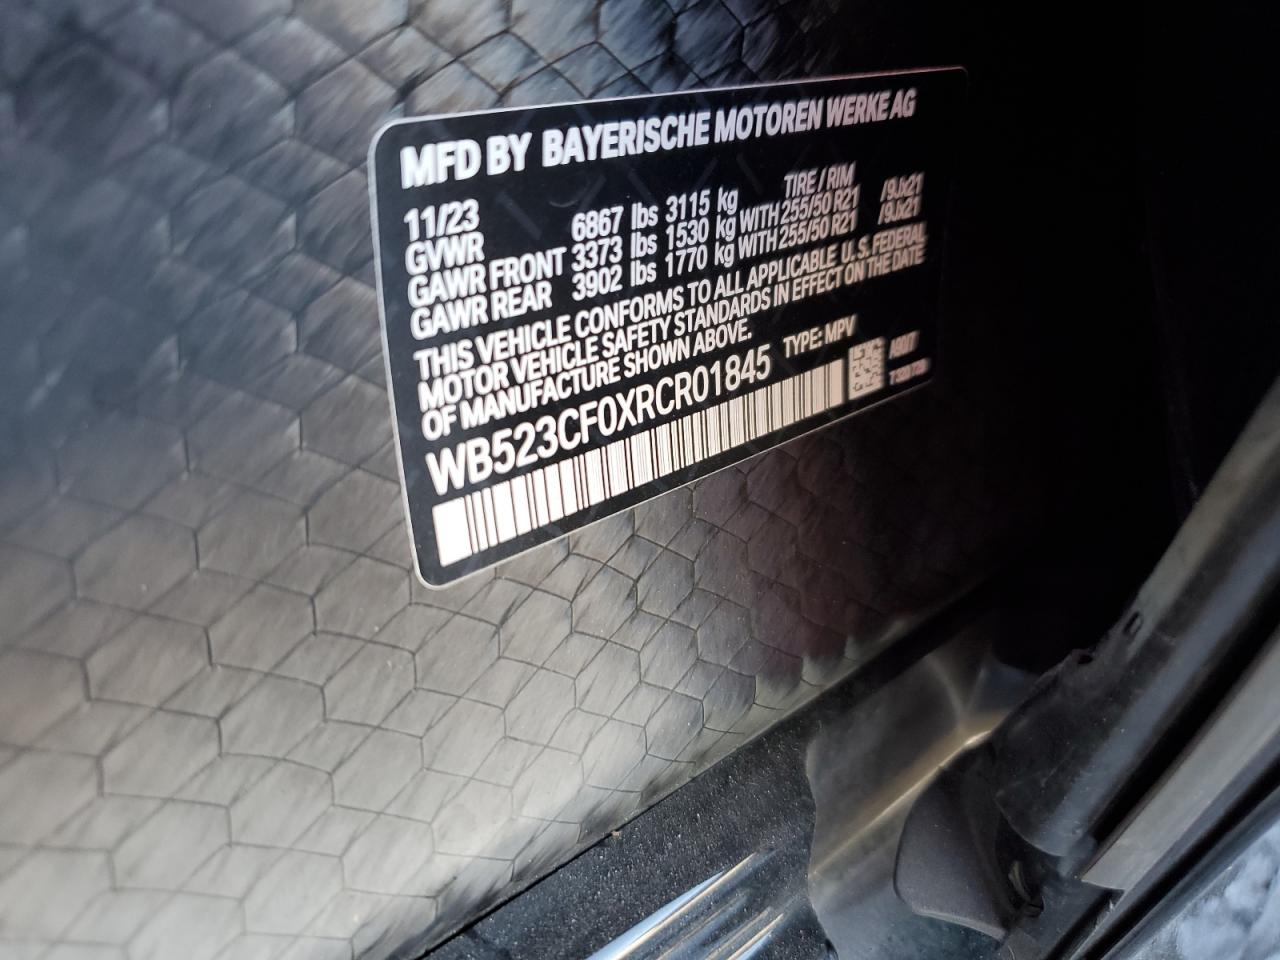 MFD BY BAYERISCHE MOTOREN WERKE AG
11/23 TIRE / RIM
GVWR 6867 lbs 3115 kg
GAWR FRONT 3373 lbs 1530 kg WITH 255/50 R21 /9Jx21
GAWR REAR 3902 lbs 1770 kg WITH 255/50 R21 /9Jx21
THIS VEHICLE CONFORMS TO ALL APPLICABLE U.S. FEDERAL
MOTOR VEHICLE SAFETY STANDARDS IN EFFECT ON THE DATE
OF MANUFACTURE SHOWN ABOVE.
WB523CF0XRCR01845 TYPE: MPV